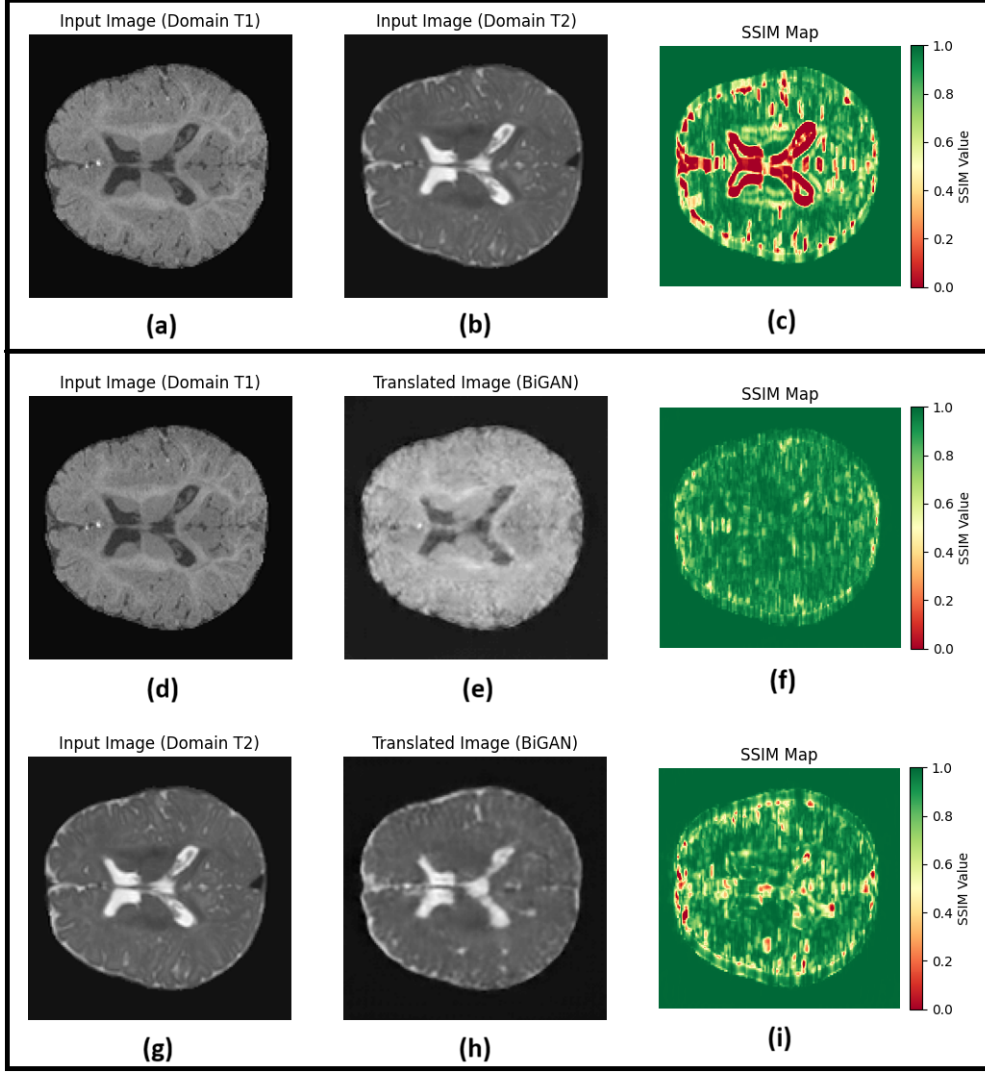 Input Image (Domain T1)
Input Image (Domain T2)
SSIM Map
1.0
0.8
0.6
0.4
0.2
0.0
SSIM Value
(a)
(b)
(c)
Input Image (Domain T1)
Translated Image (BiGAN)
SSIM Map
1.0
0.8
0.6
0.4
0.2
0.0
SSIM Value
(d)
(e)
(f)
Input Image (Domain T2)
Translated Image (BiGAN)
SSIM Map
1.0
0.8
0.6
0.4
0.2
0.0
SSIM Value
(g)
(h)
(i)